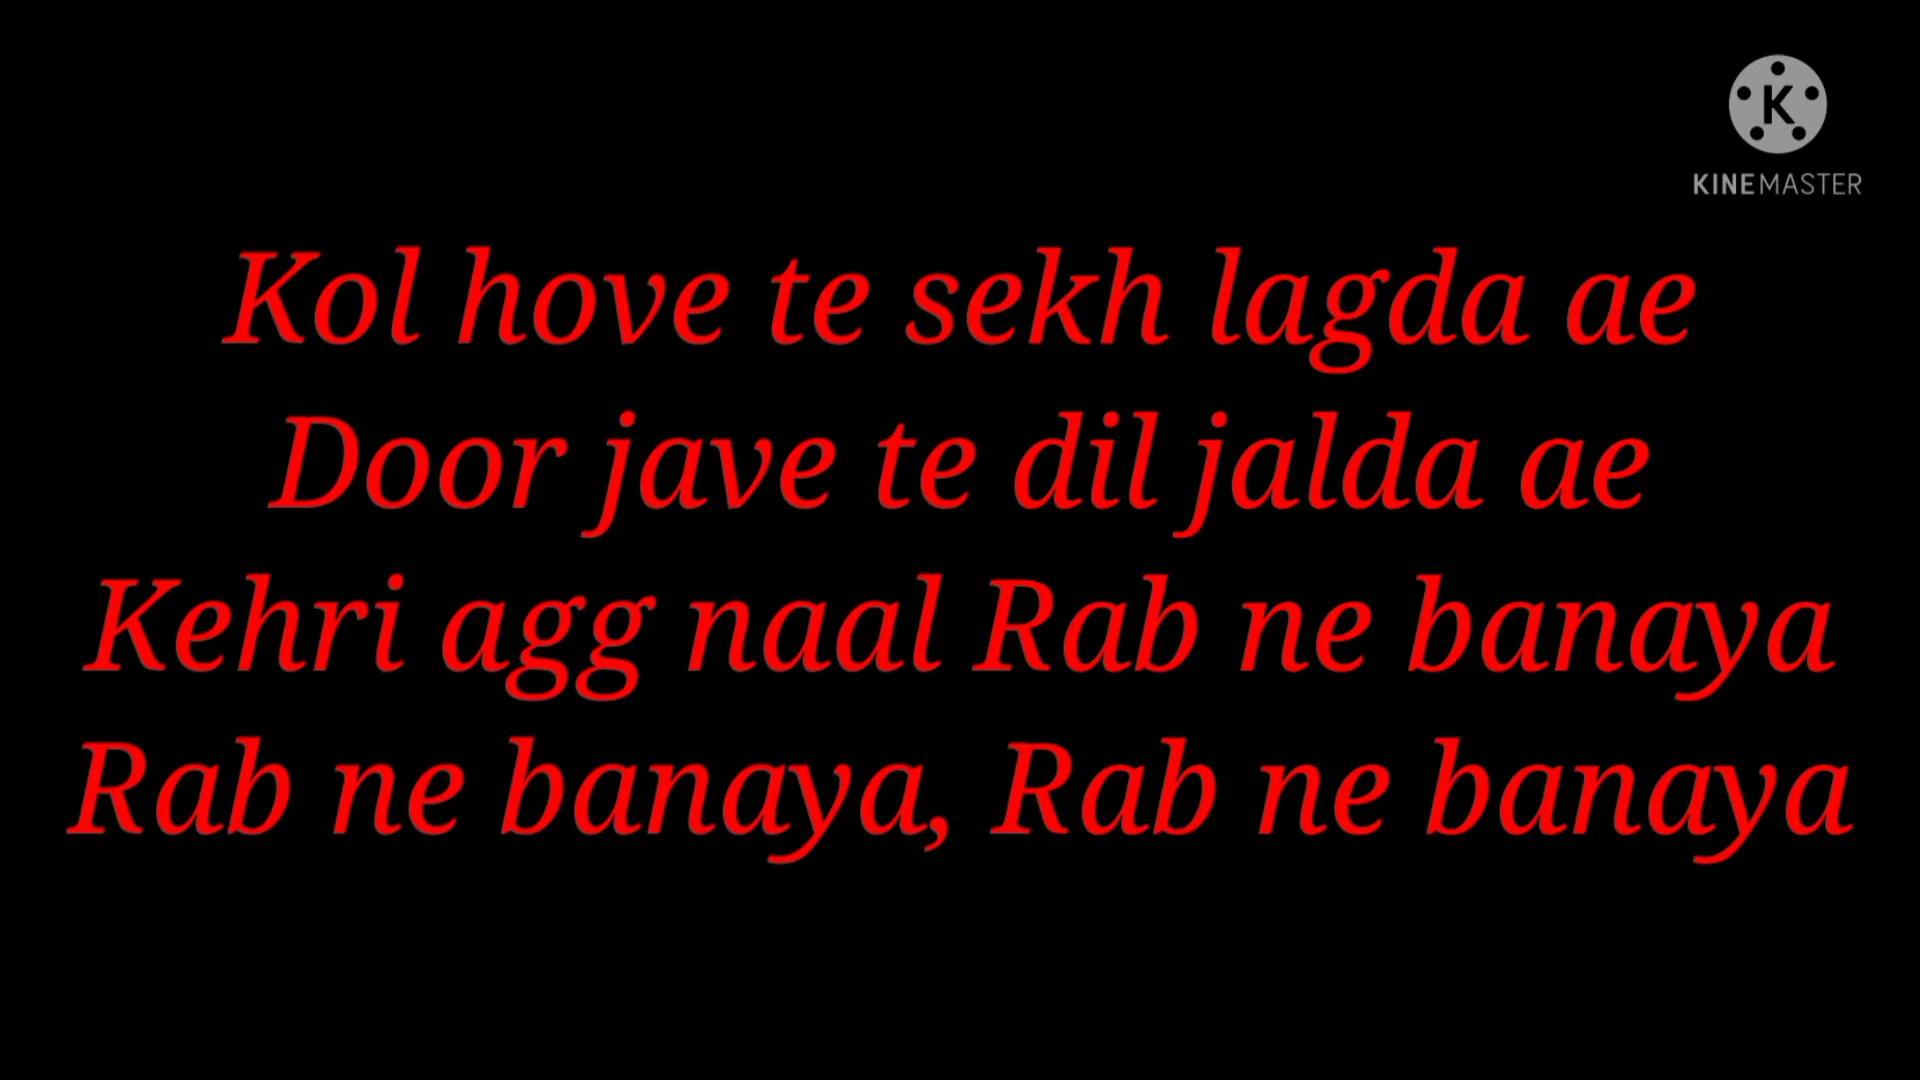 K
KINEMASTER
Kol hove te sekh lagda ae
Door jave te dil jalda ae
Kehri agg naal Rab ne banaya
Rab ne banaya, Rab ne banaya